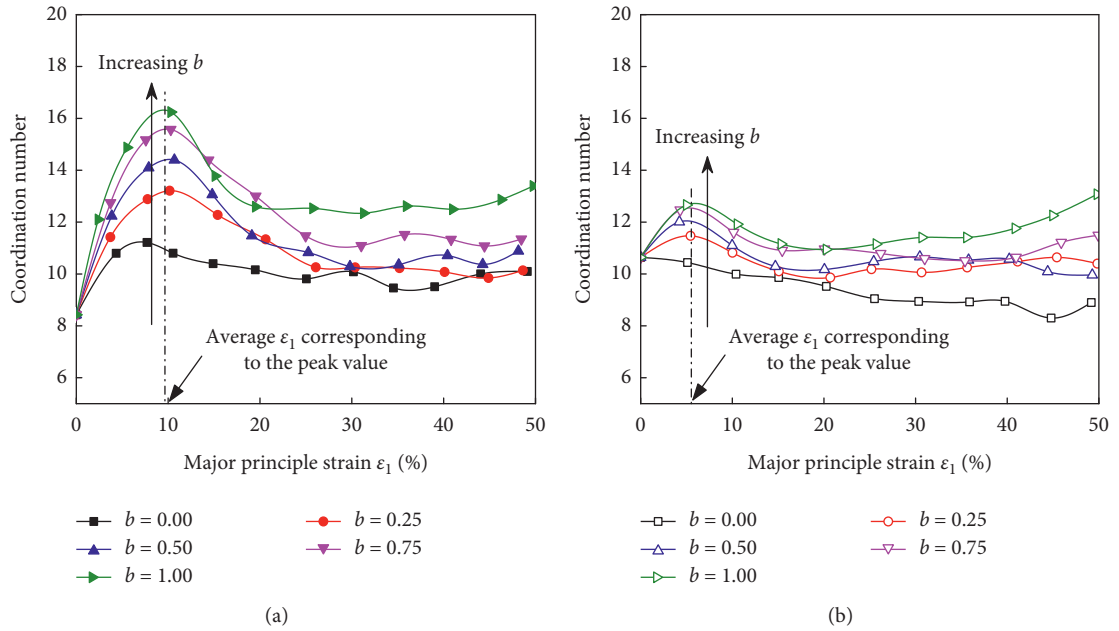 20
18
16
14
12
10
8
6
Coordination number
Increasing b
Average ε1 corresponding
to the peak value
0 10 20 30 40 50
Major principle strain ε1 (%)
b = 0.00
b = 0.25
b = 0.50
b = 0.75
b = 1.00
(a)
20
18
16
14
12
10
8
6
Coordination number
Increasing b
Average ε1 corresponding
to the peak value
0 10 20 30 40 50
Major principle strain ε1 (%)
b = 0.00
b = 0.25
b = 0.50
b = 0.75
b = 1.00
(b)